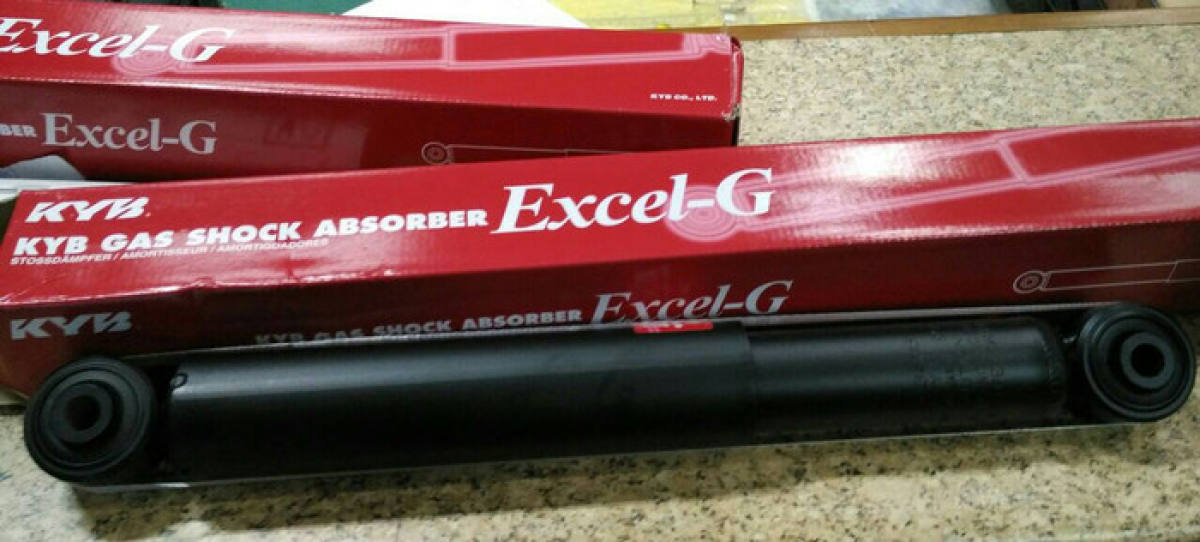 Excel-G
KYB CO., LTD.
BER Excel-G
KYB
KYB GAS SHOCK ABSORBER Excel-G
STOSSDÄMPFER / AMORTISSEUR / AMORTIGUADORES
KYB
KYB GAS SHOCK ABSORBER Excel-G